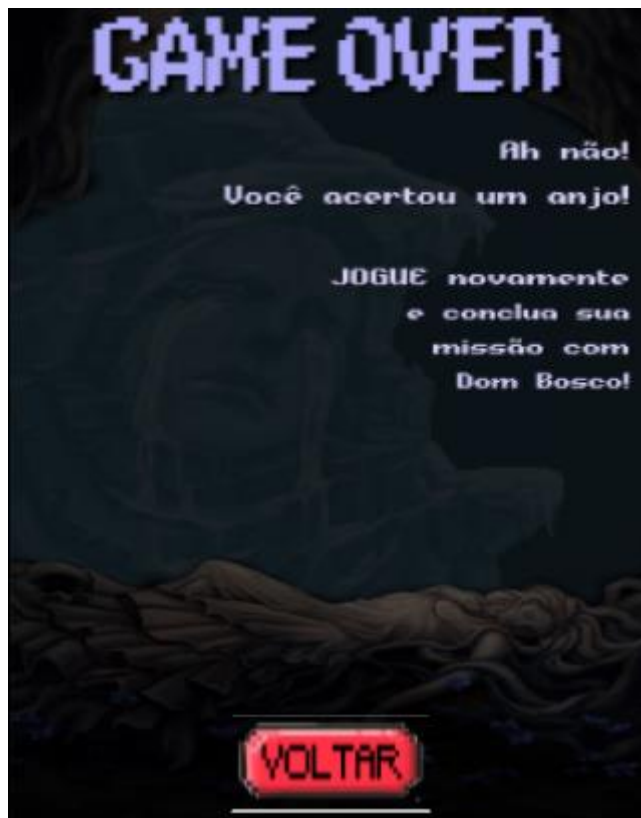 GAME OVER
Ah não!
Você acertou um anjo!
JOGUE novamente
e conclua sua
missão com
Dom Bosco!
VOLTAR